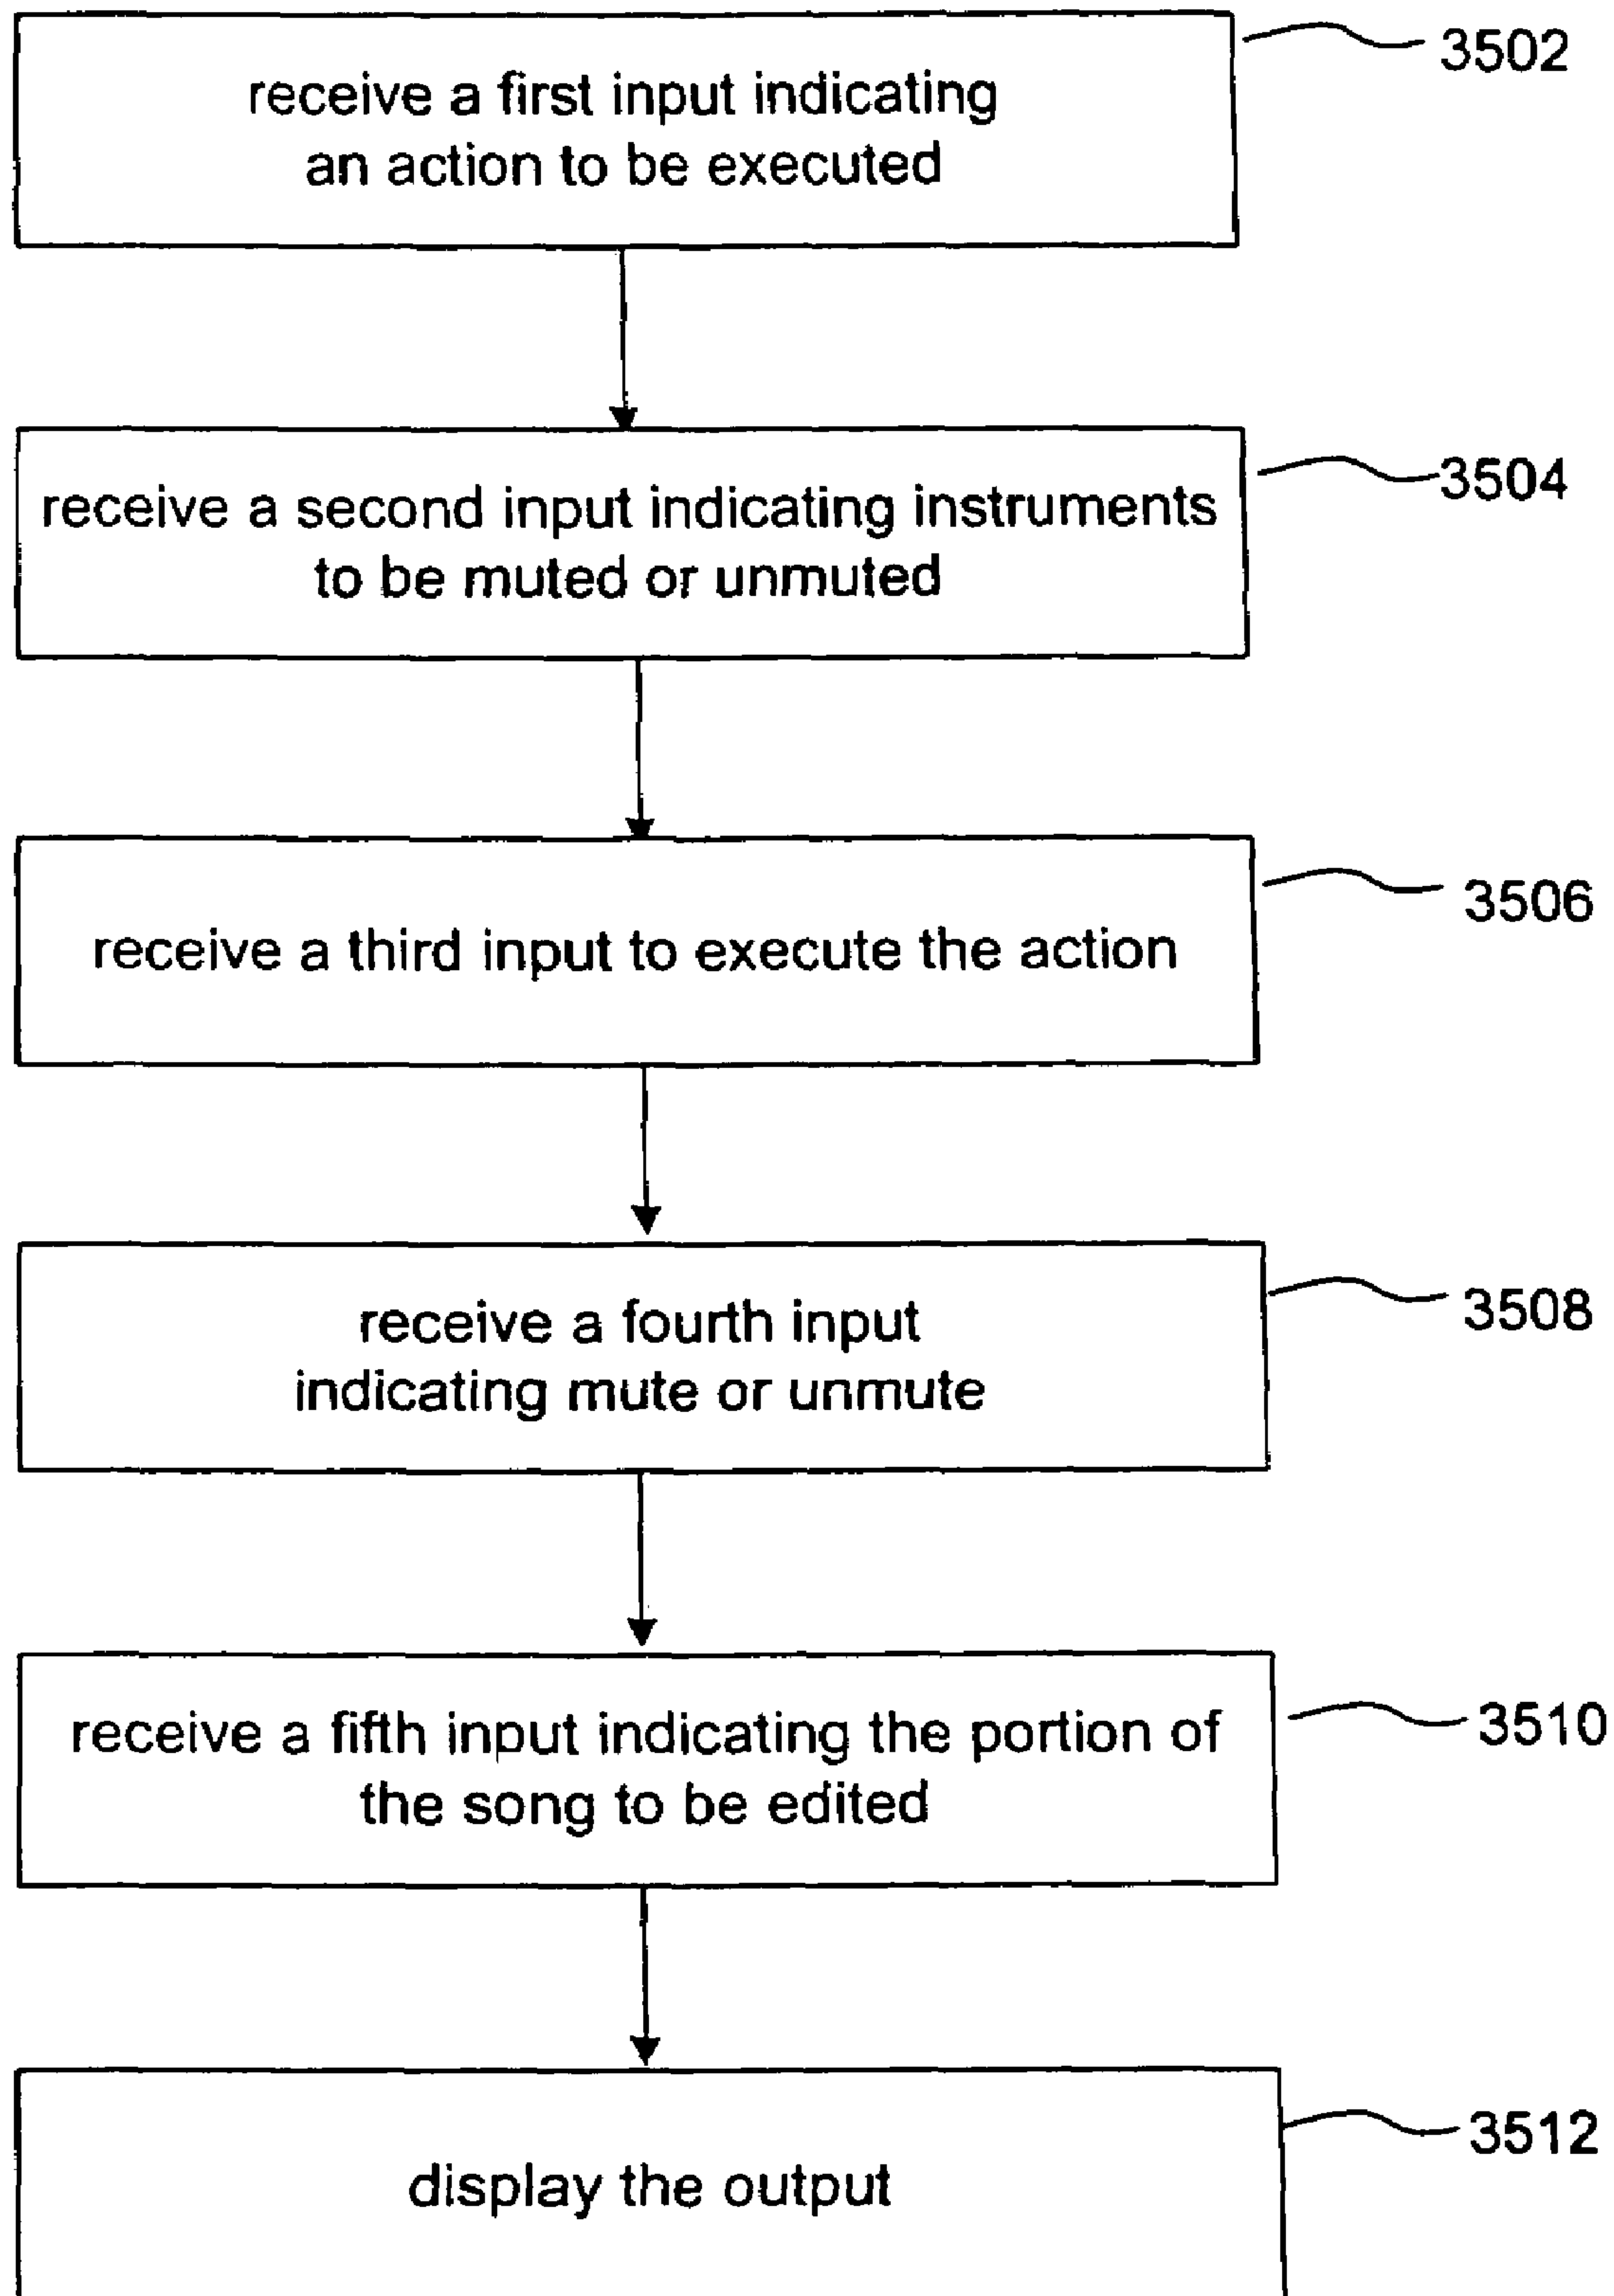 3502
receive a first input indicating
an action to be executed
3504
receive a second input indicating instruments
to be muted or unmuted
3506
receive a third input to execute the action
3508
receive a fourth input
indicating mute or unmute
3510
receive a fifth input indicating the portion of
the song to be edited
3512
display the output